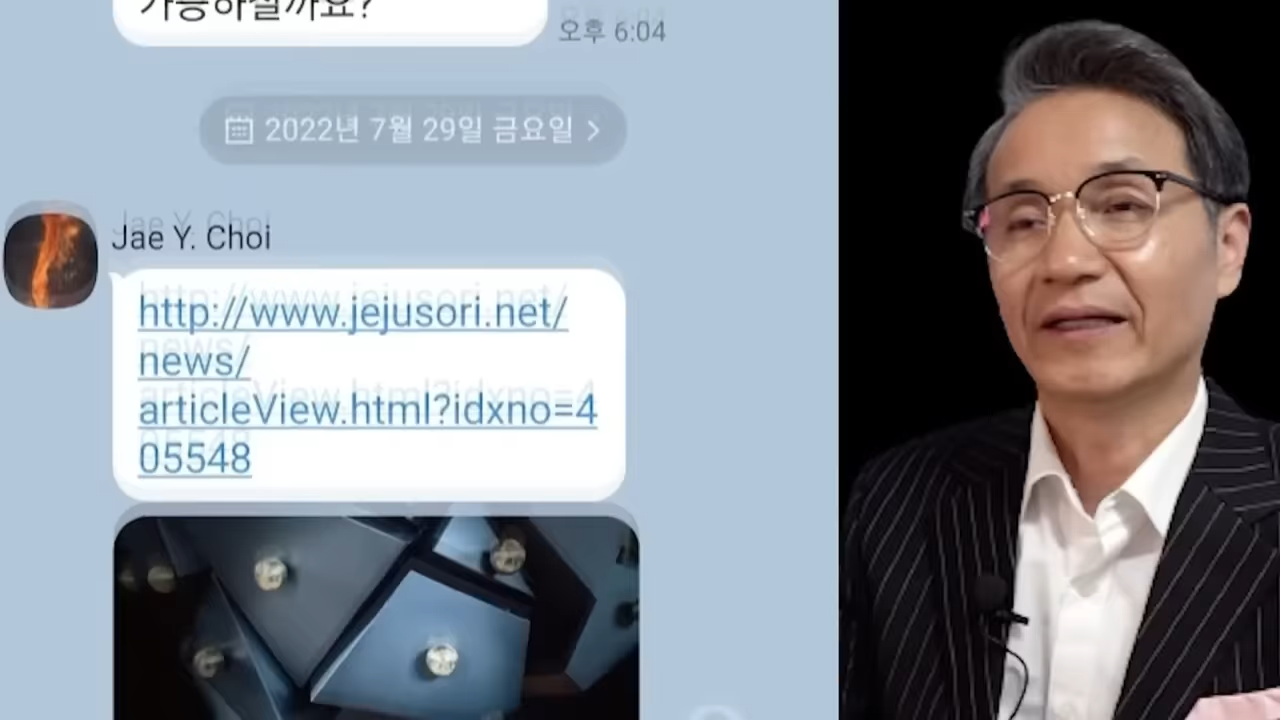 가능하실까요?
오후 6:04
2022년 7월 29일 금요일
Jae Y. Choi
http://www.jejusori.net/
news/
articleView.html?idxno=4
05548